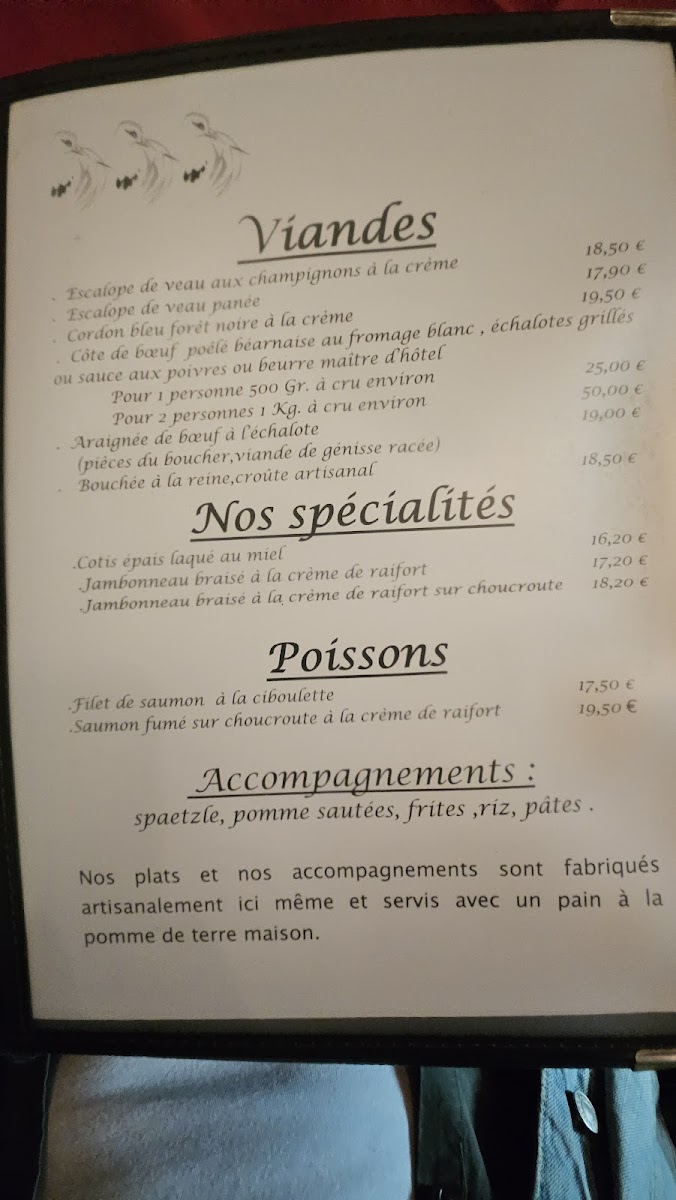 Viandes
. Escalope de veau aux champignons à la crème 18,50 €
. Escalope de veau panée 17,90 €
. Cordon bleu forêt noire à la crème 19,50 €
. Côte de bœuf poêlé béarnaise au fromage blanc , échalotes grillés
ou sauce aux poivres ou beurre maître d'hôtel
Pour 1 personne 500 Gr. à cru environ 25,00 €
Pour 2 personnes 1 Kg. à cru environ 50,00 €
. Araignée de bœuf à l'échalote 19,00 €
(pièces du boucher,viande de génisse racée)
. Bouchée à la reine,croûte artisanal 18,50 €
Nos spécialités
.Cotis épais laqué au miel 16,20 €
.Jambonneau braisé à la crème de raifort 17,20 €
.Jambonneau braisé à la crème de raifort sur choucroute 18,20 €
Poissons
.Filet de saumon à la ciboulette 17,50 €
.Saumon fumé sur choucroute à la crème de raifort 19,50 €
Accompagnements :
spaetzle, pomme sautées, frites ,riz, pâtes .
Nos plats et nos accompagnements sont fabriqués
artisanalement ici même et servis avec un pain à la
pomme de terre maison.